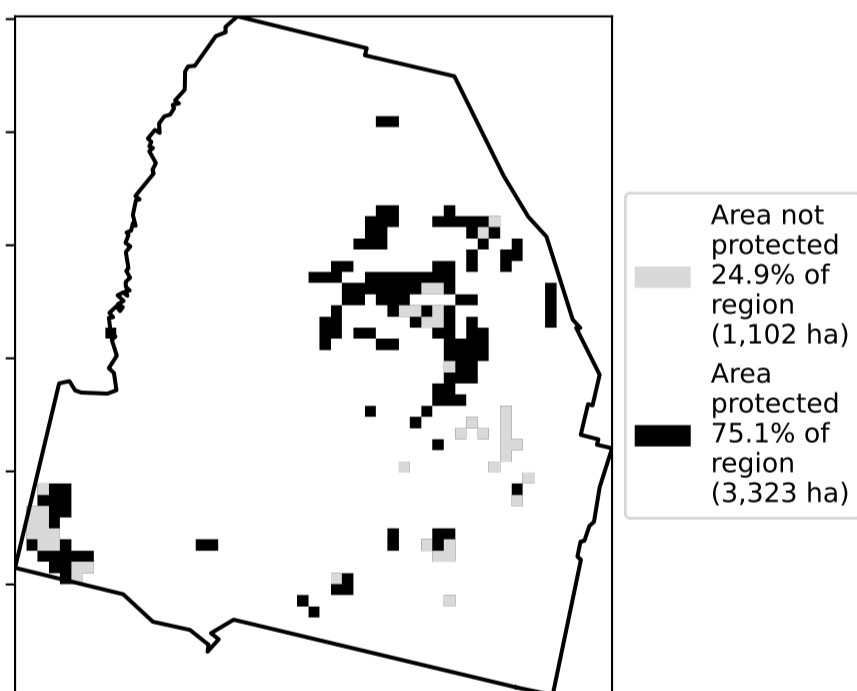 Area not
protected
24.9% of
region
(1,102 ha)
Area
protected
75.1% of
region
(3,323 ha)